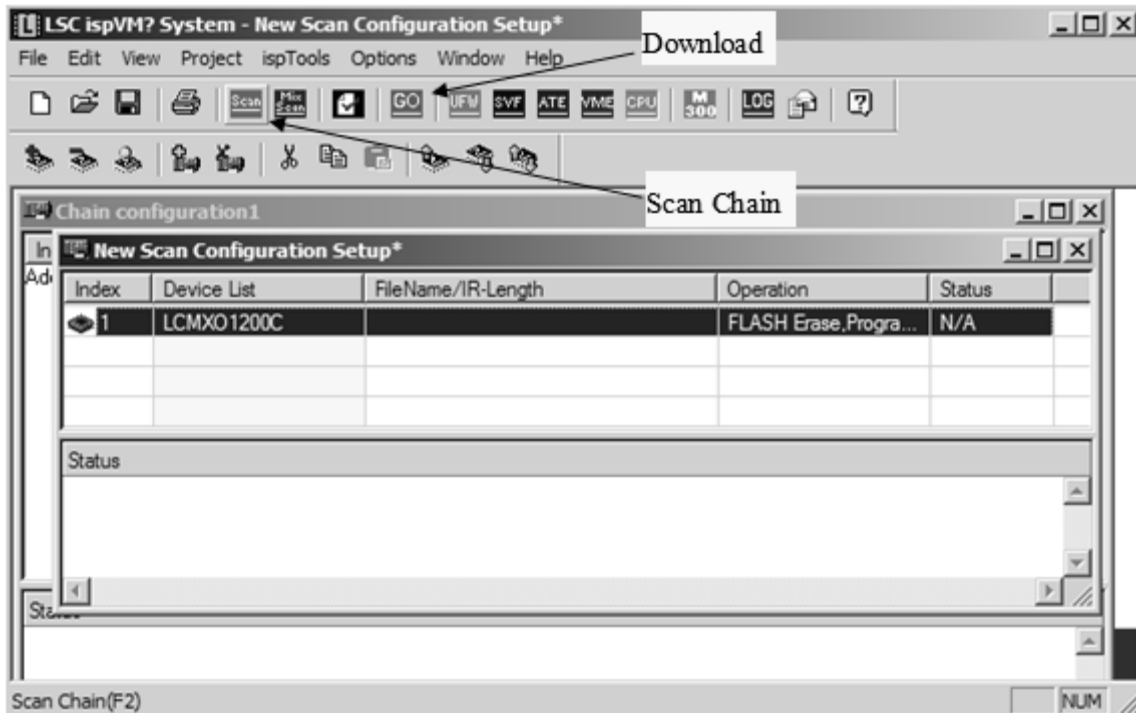 LSC ispVM? System - New Scan Configuration Setup*
File Edit View Project ispTools Options Window Help
Download
Scan Mix Scan GO UFW SVF ATE VME CPU M 300 LOG
Scan Chain
Chain configuration1
New Scan Configuration Setup*
In
Index Device List FileName/IR-Length Operation Status
1 LCMXO1200C FLASH Erase,Progra... N/A
Status
Scan Chain(F2) NUM